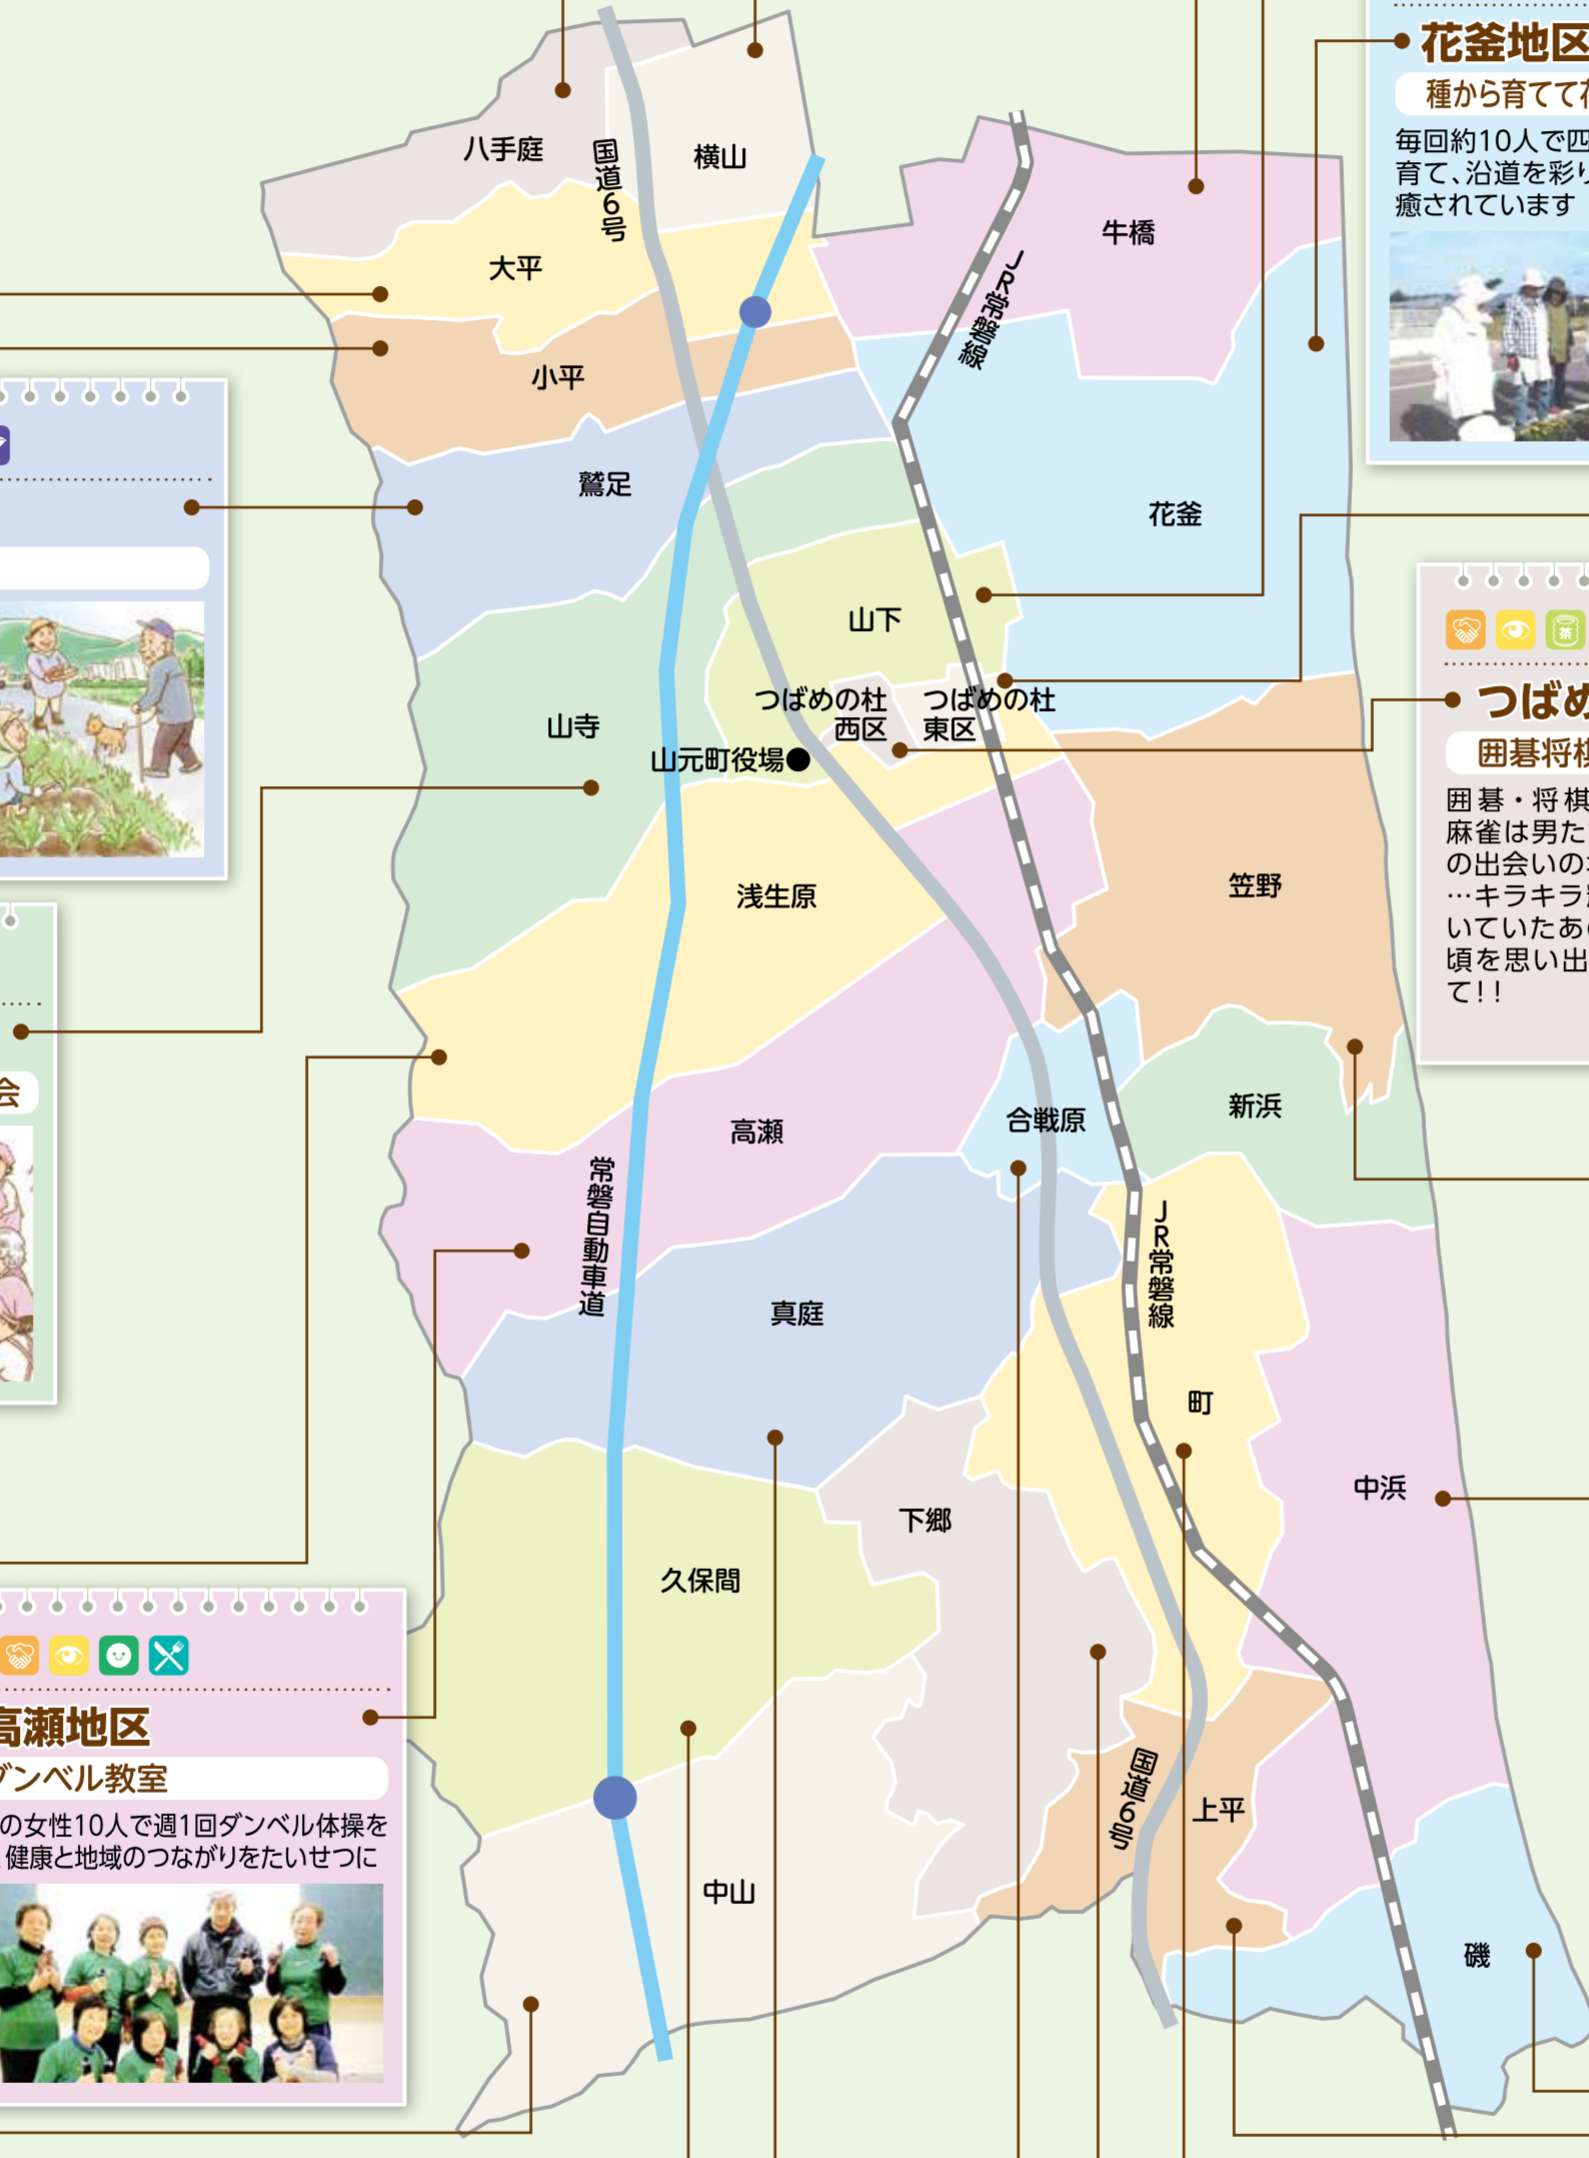 花釜地区
種から育てて
毎回約10人で四
育て、沿道を彩り
癒されています
八手庭
国道6号
横山
牛橋
大平
JR常磐線
小平
鷲足
花釜
山下
つばめの杜
西区
つばめの杜
東区
山寺
山元町役場
つばめ
囲碁将棋
囲碁・将棋
麻雀は男た
の出会いの
…キラキラ
いていたあの
頃を思い出
て!!
浅生原
笠野
会
高瀬
合戦原
新浜
常磐自動車道
JR常磐線
真庭
町
中浜
下郷
久保間
高瀬地区
ダンベル教室
の女性10人で週1回ダンベル体操を
健康と地域のつながりをたいせつに
国道6号
上平
中山
磯
茶